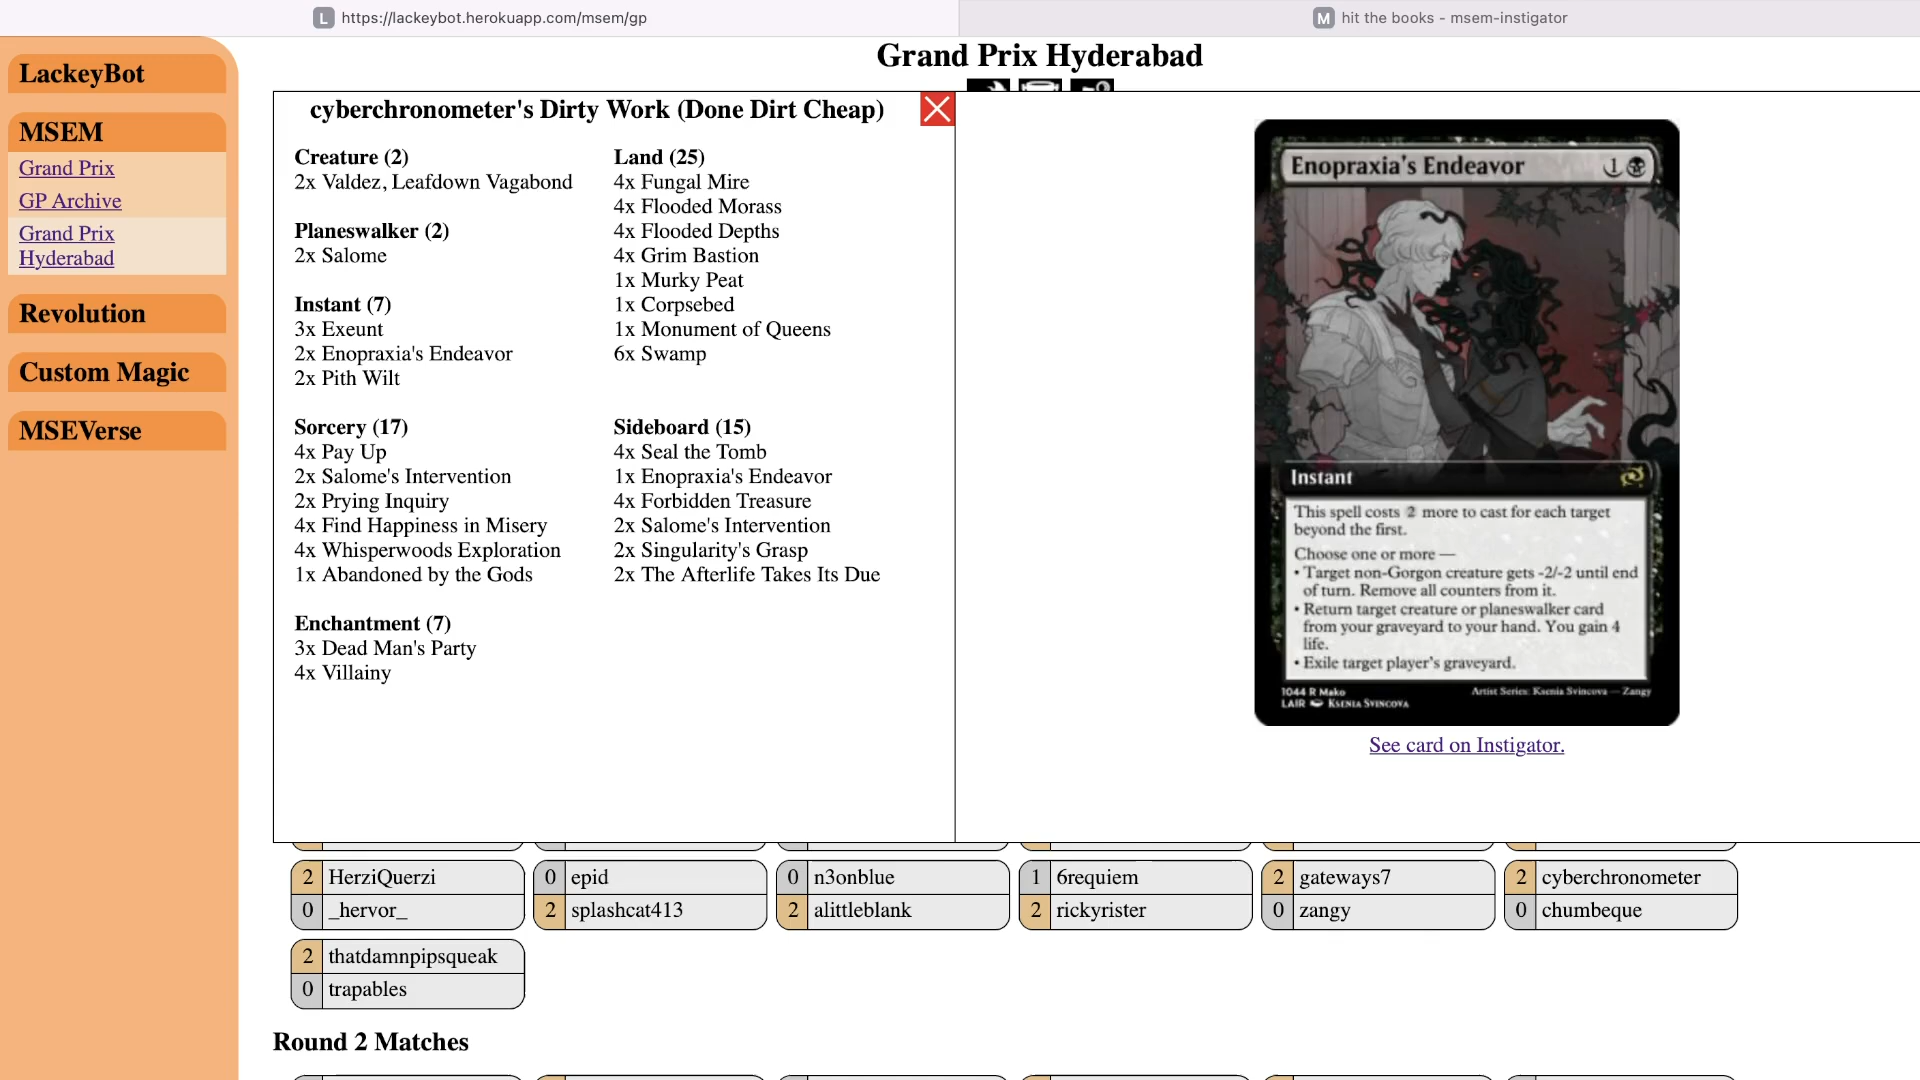 L https://lackeybot.herokuapp.com/msem/gp
M hit the books - msem-instigator
LackeyBot
MSEM
Grand Prix
GP Archive
Grand Prix
Hyderabad
Revolution
Custom Magic
MSEVerse
Grand Prix Hyderabad
cyberchronometer's Dirty Work (Done Dirt Cheap)
Creature (2)
2x Valdez, Leafdown Vagabond
Planeswalker (2)
2x Salome
Instant (7)
3x Exeunt
2x Enopraxia's Endeavor
2x Pith Wilt
Sorcery (17)
4x Pay Up
2x Salome's Intervention
2x Prying Inquiry
4x Find Happiness in Misery
4x Whisperwoods Exploration
1x Abandoned by the Gods
Enchantment (7)
3x Dead Man's Party
4x Villainy
Land (25)
4x Fungal Mire
4x Flooded Morass
4x Flooded Depths
4x Grim Bastion
1x Murky Peat
1x Corpsebed
1x Monument of Queens
6x Swamp
Sideboard (15)
4x Seal the Tomb
1x Enopraxia's Endeavor
4x Forbidden Treasure
2x Salome's Intervention
2x Singularity's Grasp
2x The Afterlife Takes Its Due
Enopraxia's Endeavor 1
Instant
This spell costs 2 more to cast for each target
beyond the first.
Choose one or more —
• Target non-Gorgon creature gets -2/-2 until end
of turn. Remove all counters from it.
• Return target creature or planeswalker card
from your graveyard to your hand. You gain 4
life.
• Exile target player's graveyard.
1044 R Mako
LAIR Ksenia Svincova
Artist Series: Ksenia Svincova — Zangy
See card on Instigator.
2 HerziQuerzi
0 _hervor_
0 epid
2 splashcat413
0 n3onblue
2 alittleblank
1 6requiem
2 rickyrister
2 gateways7
0 zangy
2 cyberchronometer
0 chumbeque
2 thatdamnpipsqueak
0 trapables
Round 2 Matches